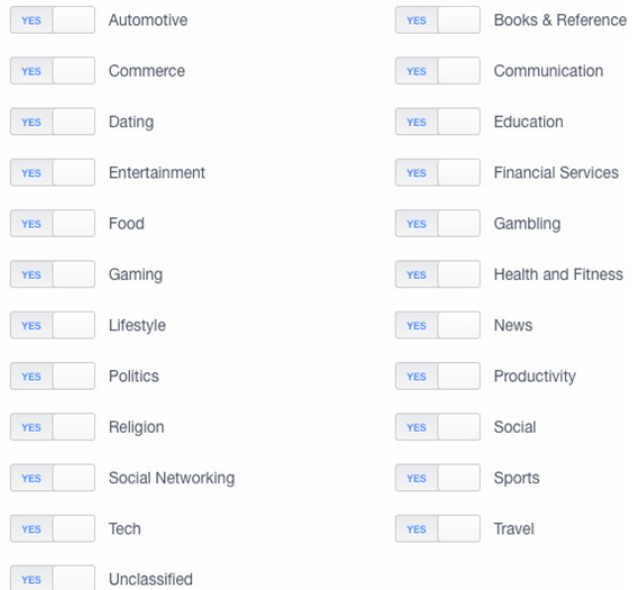 YES Automotive YES Books & Reference
YES Commerce YES Communication
YES Dating YES Education
YES Entertainment YES Financial Services
YES Food YES Gambling
YES Gaming YES Health and Fitness
YES Lifestyle YES News
YES Politics YES Productivity
YES Religion YES Social
YES Social Networking YES Sports
YES Tech YES Travel
YES Unclassified